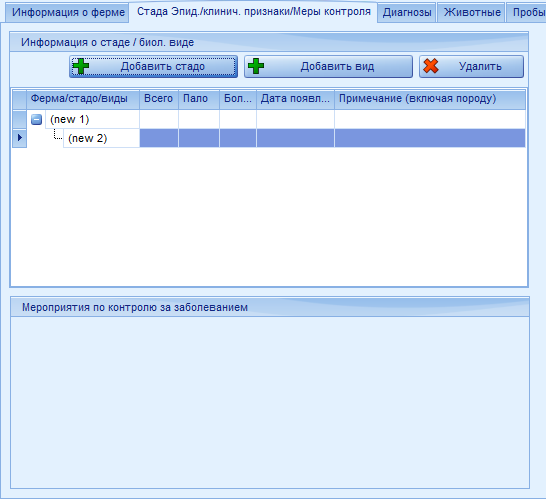 Информация о ферме Стада Эпид./клинич. признаки/Меры контроля Диагнозы Животные Пробы
Информация о стаде / биол. виде
Добавить стадо Добавить вид Удалить
Ферма/стадо/виды Всего Пало Бол... Дата появл... Примечание (включая породу)
(new 1)
(new 2)
Мероприятия по контролю за заболеванием